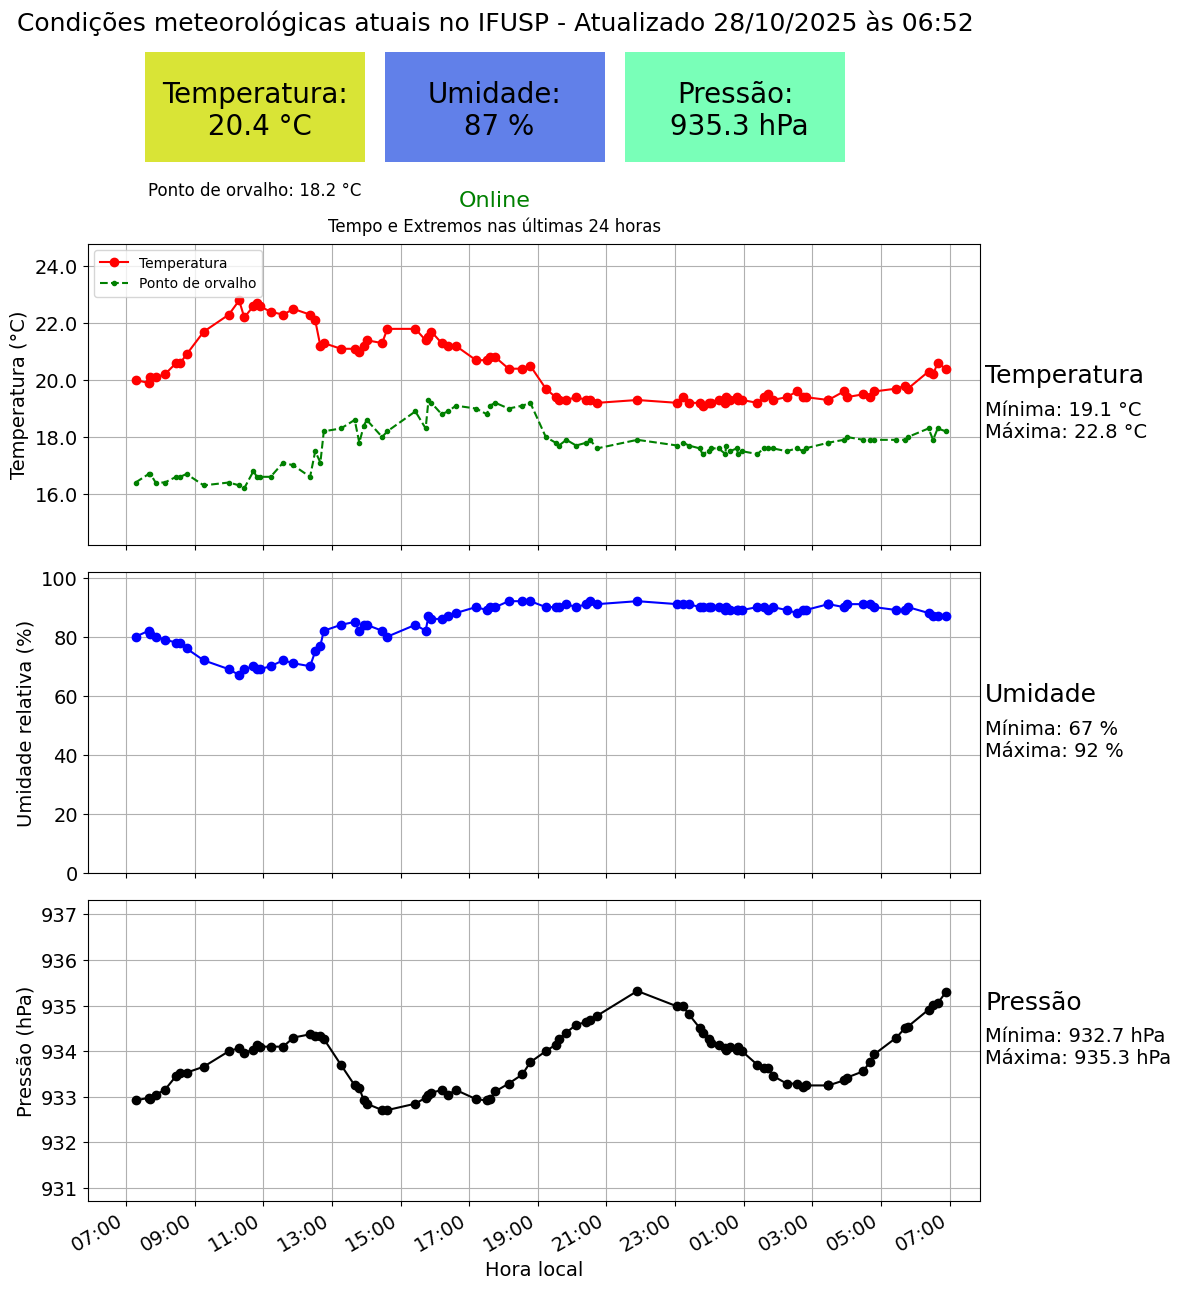 Condições meteorológicas atuais no IFUSP - Atualizado 28/10/2025 às 06:52
Temperatura:
20.4 °C
Umidade:
87 %
Pressão:
935.3 hPa
Ponto de orvalho: 18.2 °C
Online
Tempo e Extremos nas últimas 24 horas
Temperatura
Ponto de orvalho
Temperatura (°C)
24.0
22.0
20.0
18.0
16.0
Temperatura
Mínima: 19.1 °C
Máxima: 22.8 °C
Umidade relativa (%)
100
80
60
40
20
0
Umidade
Mínima: 67 %
Máxima: 92 %
Pressão (hPa)
937
936
935
934
933
932
931
Pressão
Mínima: 932.7 hPa
Máxima: 935.3 hPa
07:00
09:00
11:00
13:00
15:00
17:00
19:00
21:00
23:00
01:00
03:00
05:00
07:00
Hora local